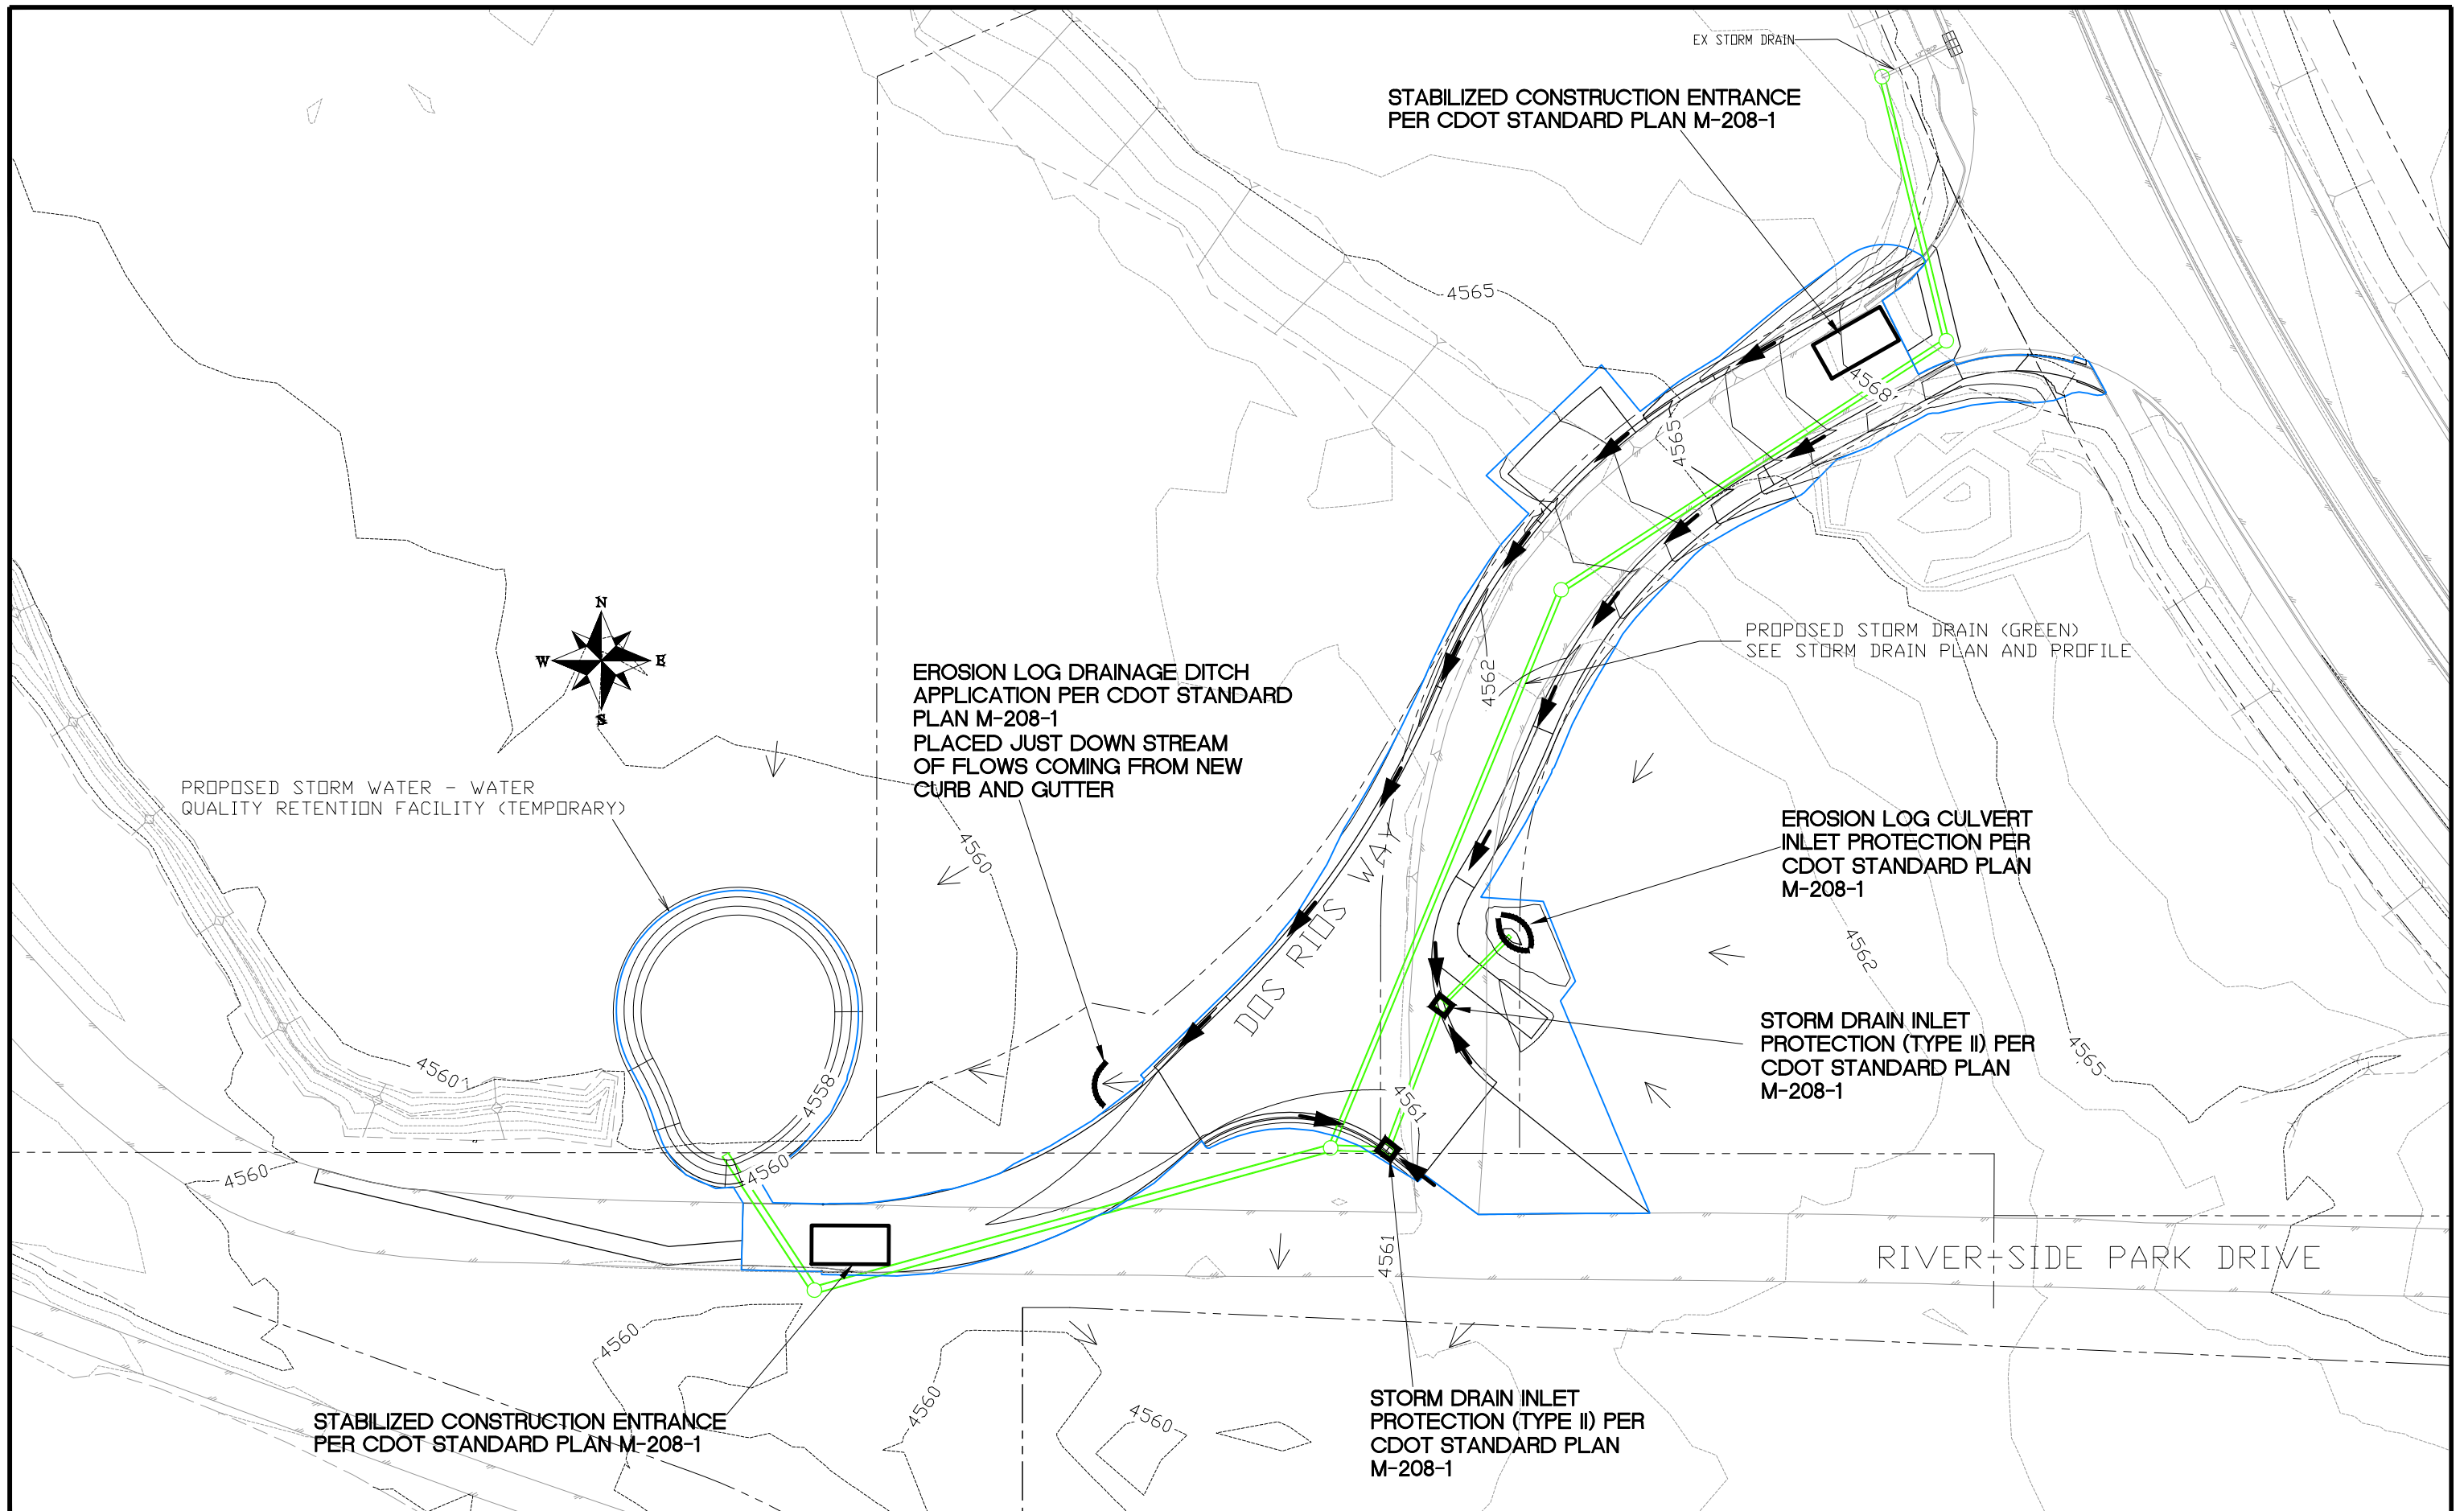 EX STORM DRAIN
STABILIZED CONSTRUCTION ENTRANCE
PER CDOT STANDARD PLAN M-208-1
4565
4568
4565
N
W
E
S
EROSION LOG DRAINAGE DITCH
APPLICATION PER CDOT STANDARD
PLAN M-208-1
PLACED JUST DOWN STREAM
OF FLOWS COMING FROM NEW
CURB AND GUTTER
4562
PROPOSED STORM DRAIN (GREEN)
SEE STORM DRAIN PLAN AND PROFILE
PROPOSED STORM WATER - WATER
QUALITY RETENTION FACILITY (TEMPORARY)
4560
DOS RIOS WAY
EROSION LOG CULVERT
INLET PROTECTION PER
CDOT STANDARD PLAN
M-208-1
4562
STORM DRAIN INLET
PROTECTION (TYPE II) PER
CDOT STANDARD PLAN
M-208-1
4565
4560
4558
4561
4560
4560
4561
RIVER-SIDE PARK DRIVE
4560
4560
4560
STABILIZED CONSTRUCTION ENTRANCE
PER CDOT STANDARD PLAN M-208-1
STORM DRAIN INLET
PROTECTION (TYPE II) PER
CDOT STANDARD PLAN
M-208-1